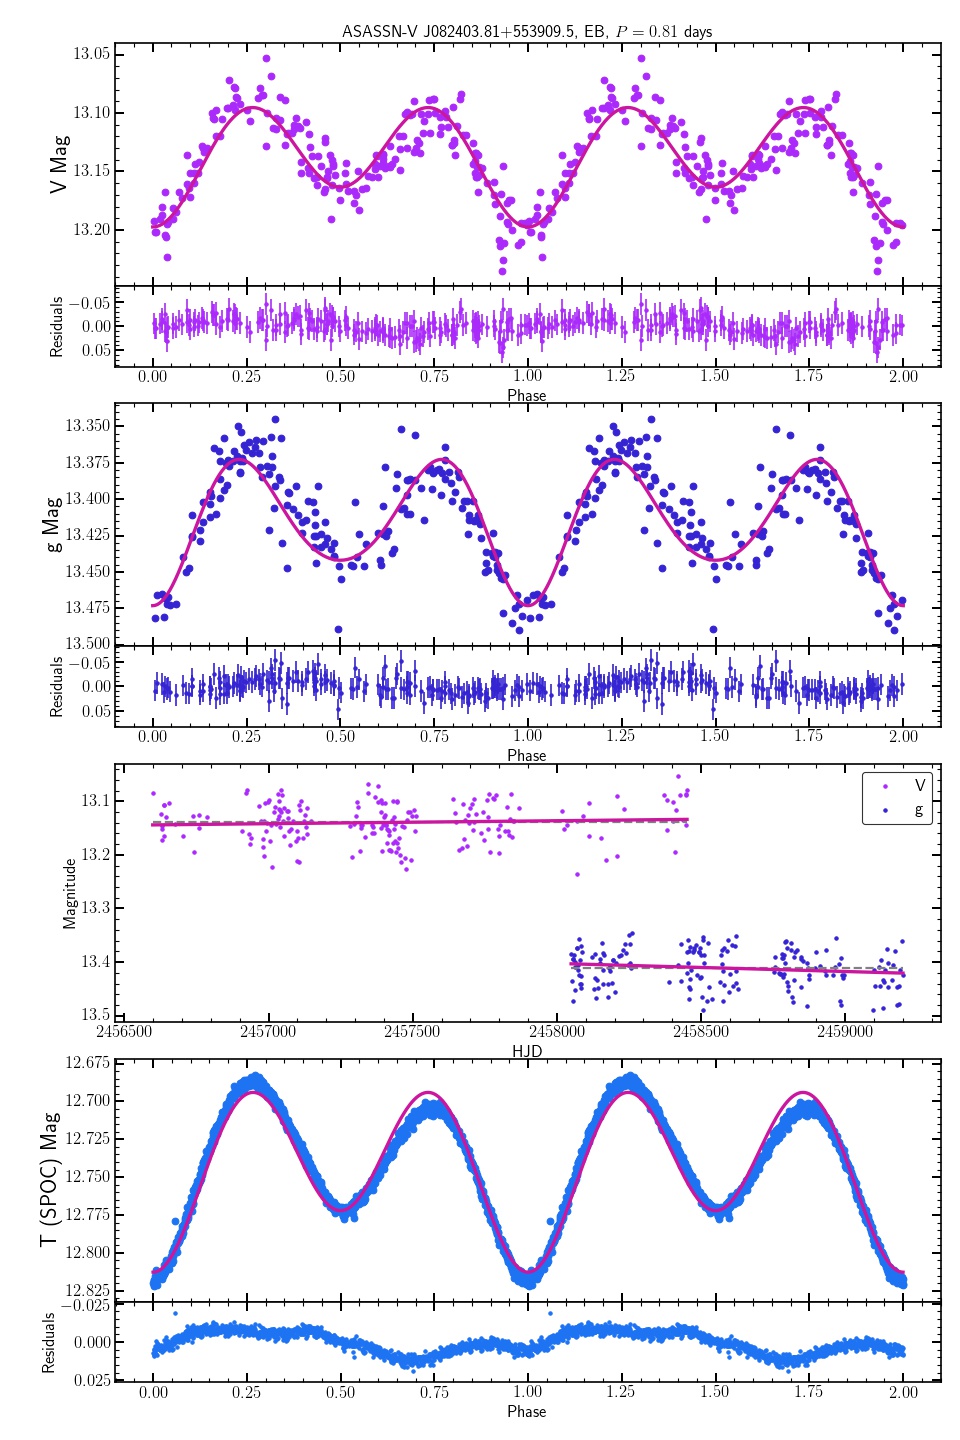 ASASSN-V J082403.81+553909.5, EB, P = 0.81 days
13.05
13.10
13.15
13.20
V Mag
−0.05
0.00
0.05
Residuals
0.00 0.25 0.50 0.75 1.00 1.25 1.50 1.75 2.00
Phase
13.350
13.375
13.400
13.425
13.450
13.475
13.500
g Mag
−0.05
0.00
0.05
Residuals
0.00 0.25 0.50 0.75 1.00 1.25 1.50 1.75 2.00
Phase
V
g
13.1
13.2
13.3
13.4
13.5
Magnitude
2456500 2457000 2457500 2458000 2458500 2459000
HJD
12.675
12.700
12.725
12.750
12.775
12.800
12.825
T (SPOC) Mag
−0.025
0.000
0.025
Residuals
0.00 0.25 0.50 0.75 1.00 1.25 1.50 1.75 2.00
Phase